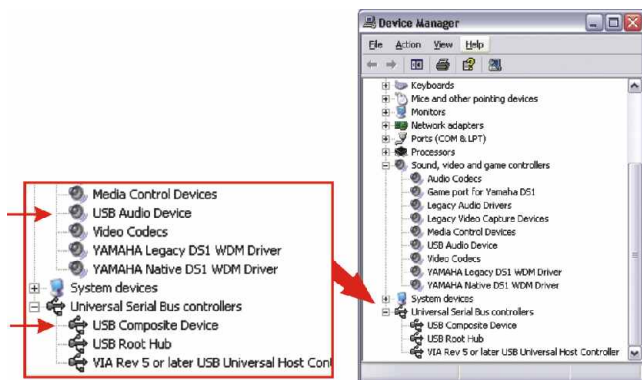 Media Control Devices
USB Audio Device
Video Codecs
YAMAHA Legacy DS1 WDM Driver
YAMAHA Native DS1 WDM Driver
System devices
Universal Serial Bus controllers
USB Composite Device
USB Root Hub
VIA Rev 5 or later USB Universal Host Cont
Device Manager
File Action View Help
Keyboards
Mice and other pointing devices
Monitors
Network adapters
Ports (COM & LPT)
Processors
Sound, video and game controllers
Audio Codecs
Game port for Yamaha DS1
Legacy Audio Drivers
Legacy Video Capture Devices
Media Control Devices
USB Audio Device
Video Codecs
YAMAHA Legacy DS1 WDM Driver
YAMAHA Native DS1 WDM Driver
System devices
Universal Serial Bus controllers
USB Composite Device
USB Root Hub
VIA Rev 5 or later USB Universal Host Controller